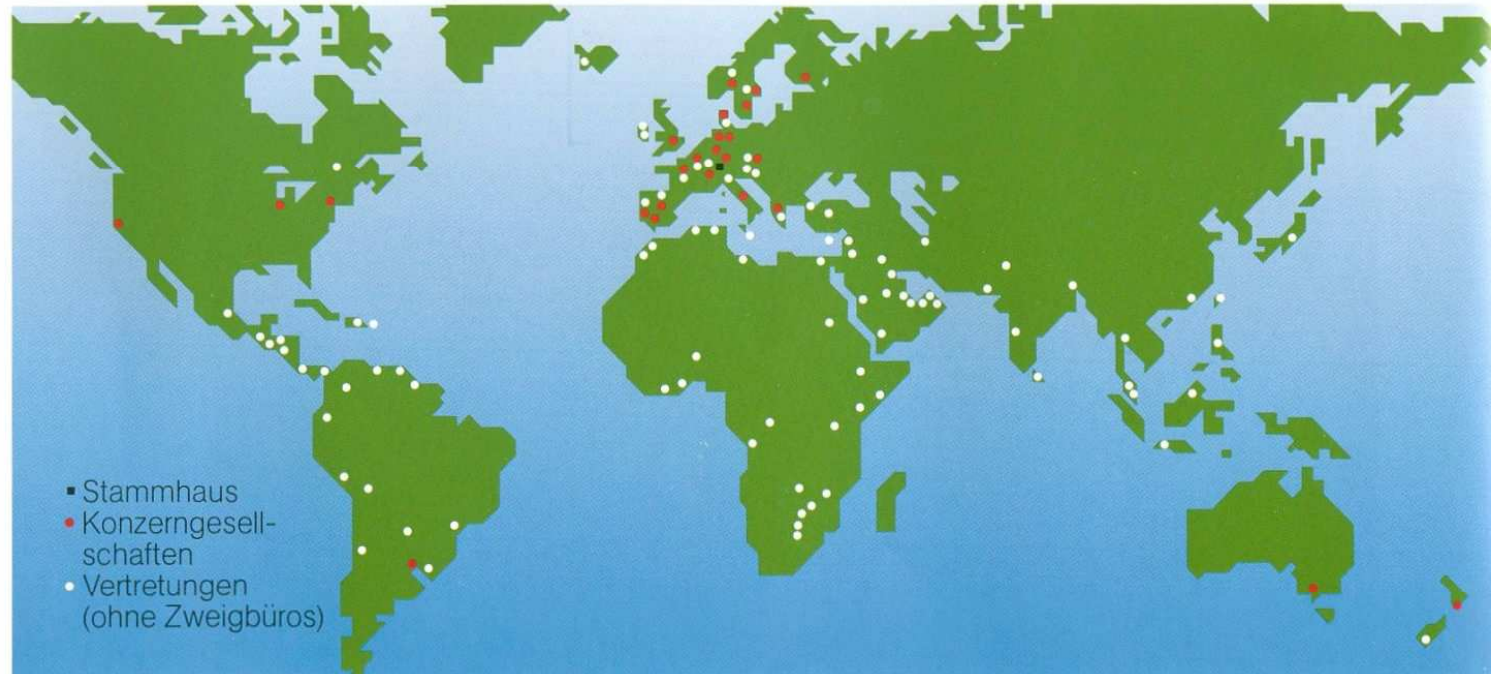 Stammhaus
Konzerngesell-
schaften
Vertretungen
(ohne Zweigbüros)